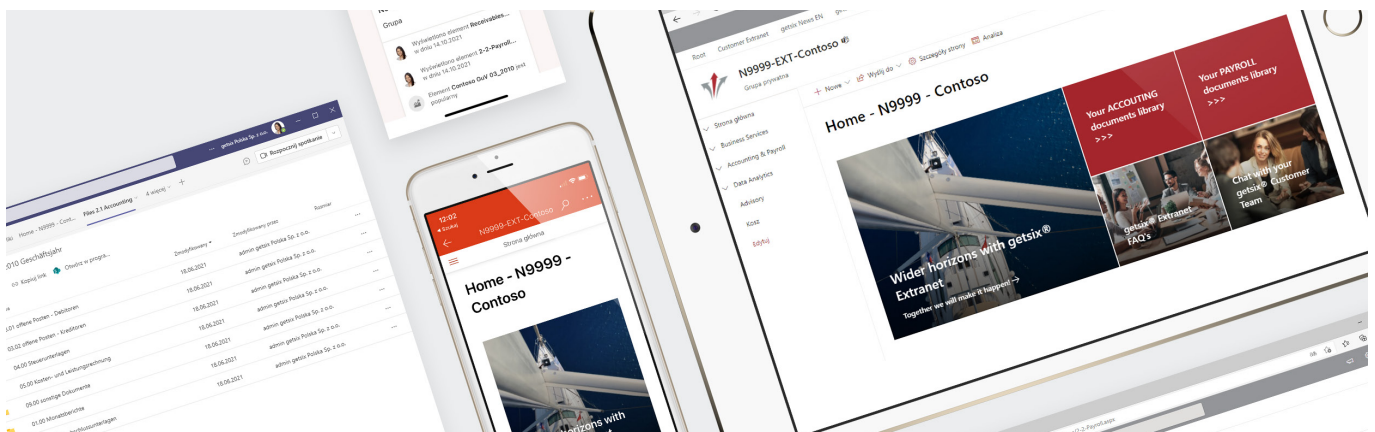 Grupa
Wyświetlono element Receivables...
w dniu 14.10.2021
Wyświetlono element 2-2-Payroll...
w dniu 14.10.2021
Element Contoso GuV 03_2010 jest
popularny
getsix Polska Sp. z o.o.
Rozpocznij spotkanie
Home - N9999 - Cont...
Files 2.1 Accounting
4 więcej
2010 Geschäftsjahr
Kopiuj link
Otwórz w progra...
Zmodyfikowany
Zmodyfikowany przez
Rozmiar
03.01 offene Posten - Debitoren
18.06.2021
admin getsix Polska Sp. z o.o.
03.02 offene Posten - Kreditoren
18.06.2021
admin getsix Polska Sp. z o.o.
04.00 Steuerunterlagen
18.06.2021
admin getsix Polska Sp. z o.o.
05.00 Kosten- und Leistungsrechnung
18.06.2021
admin getsix Polska Sp. z o.o.
09.00 sonstige Dokumente
18.06.2021
admin getsix Polska Sp. z o.o.
01.00 Monatsberichte
18.06.2021
admin getsix Polska Sp. z o.o.
12:02
Szukaj
N9999-EXT-Contoso
Strona główna
Home - N9999 -
Contoso
Root
Customer Extranet
getsix News EN
N9999-EXT-Contoso
Grupa prywatna
Nowe
Wyślij do
Szczegóły strony
Analiza
Strona główna
Business Services
Accounting & Payroll
Data Analytics
Advisory
Kosz
Edytuj
Home - N9999 - Contoso
Wider horizons with getsix®
Extranet
Together we will make it happen!
Your ACCOUTING
documents library
>>>
Your PAYROLL
documents library
>>>
getsix® Extranet
FAQ's
Chat with your
getsix® Customer
Team